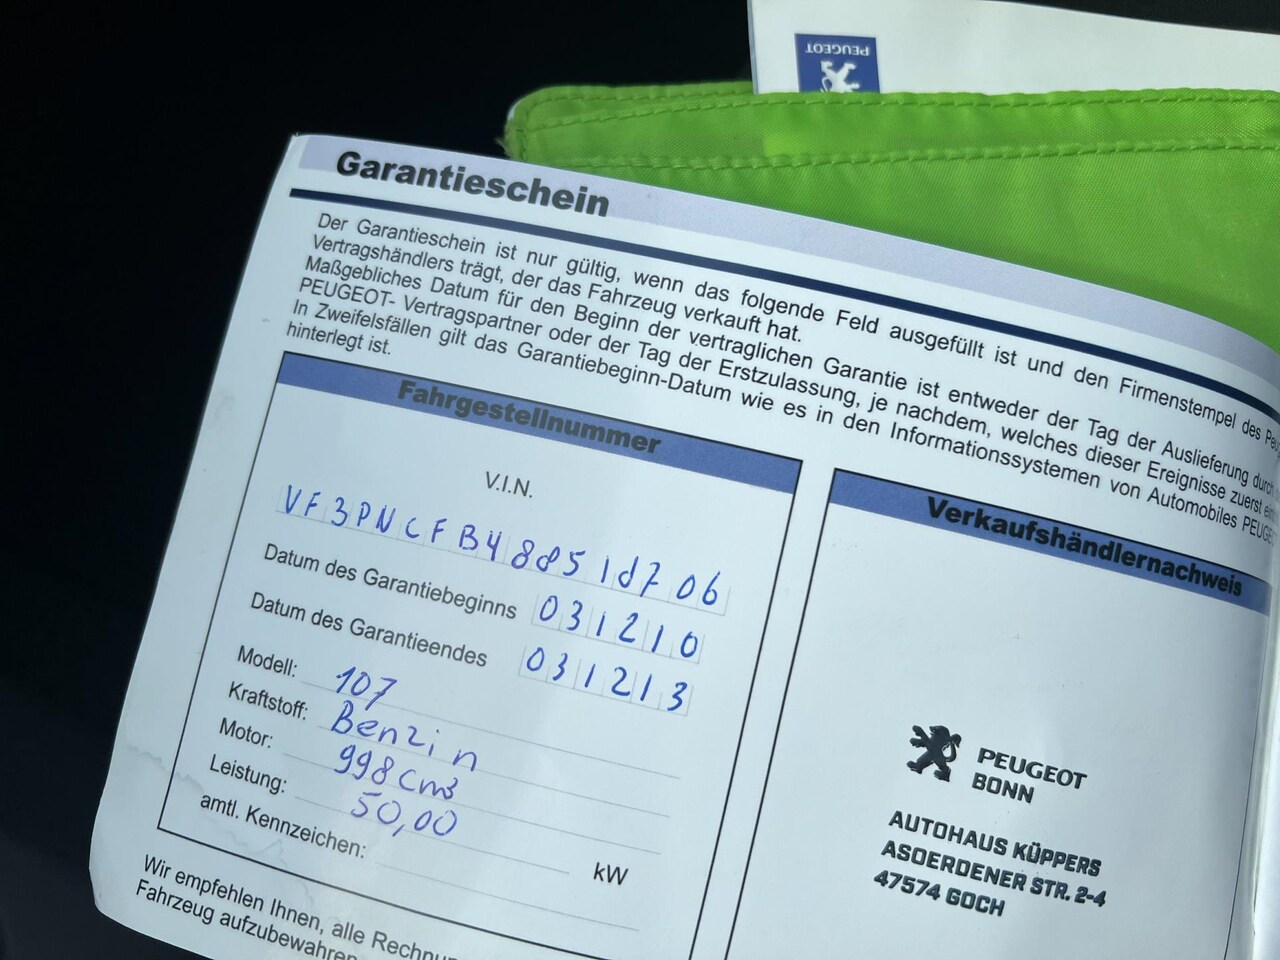 PEUGEOT
Garantieschein
Der Garantieschein ist nur gültig, wenn das folgende Feld ausgefüllt ist und den Firmenstempel des
Vertragshändlers trägt, der das Fahrzeug verkauft hat.
Maßgebliches Datum für den Beginn der vertraglichen Garantie ist entweder der Tag der Auslieferung durch
PEUGEOT- Vertragspartner oder der Tag der Erstzulassung, je nachdem, welches dieser Ereignisse zuerst
In Zweifelsfällen gilt das Garantiebeginn-Datum wie es in den Informationssystemen von Automobiles PEUGEOT
hinterlegt ist.
Fahrgestellnummer
V.I.N.
Datum des Garantiebeginns 031210
Datum des Garantieendes 031213
Modell: 107
Kraftstoff: Benzin
Motor: 998 cm³
Leistung: 50,00 kW
amtl. Kennzeichen:
Verkaufshändlernachweis
PEUGEOT
BONN
AUTOHAUS KÜPPERS
ASOERDENER STR. 2-4
47574 GOCH
Wir empfehlen Ihnen, alle
Fahrzeug